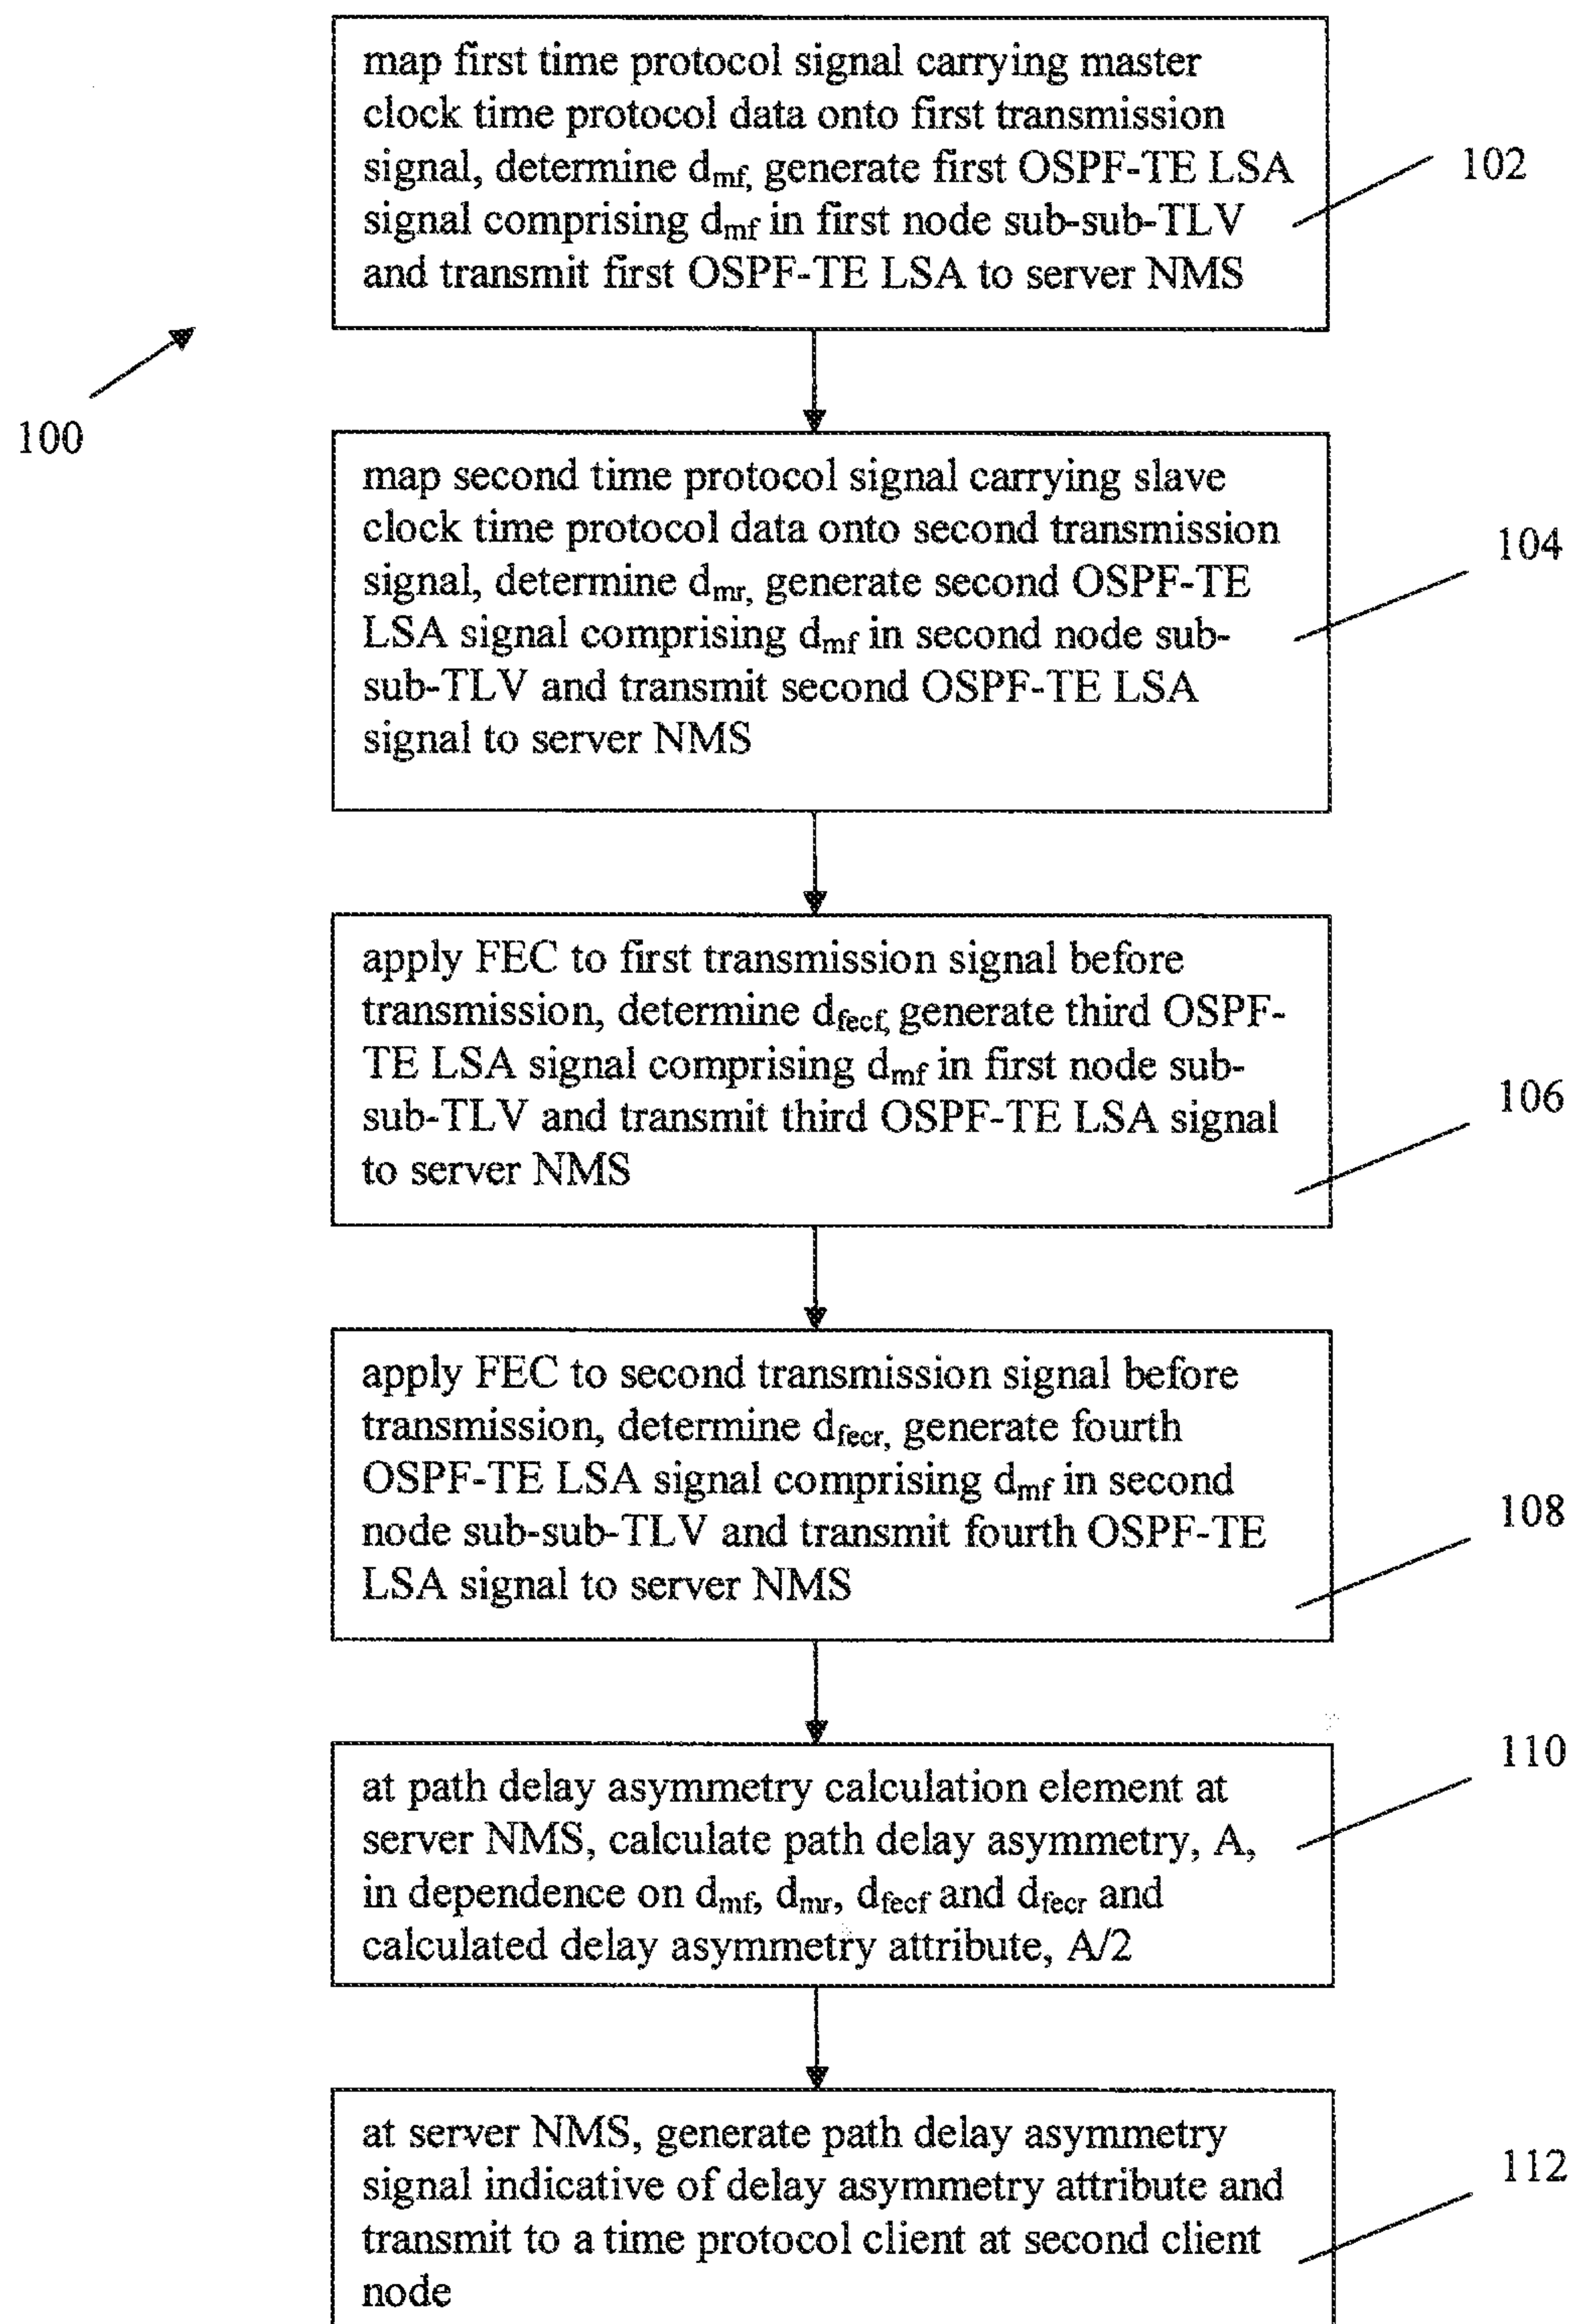 map first time protocol signal carrying master
clock time protocol data onto first transmission
signal, determine dmf, generate first OSPF-TE LSA
signal comprising dmf in first node sub-sub-TLV
and transmit first OSPF-TE LSA to server NMS
102
100
map second time protocol signal carrying slave
clock time protocol data onto second transmission
signal, determine dmr, generate second OSPF-TE
LSA signal comprising dmf in second node sub-
sub-TLV and transmit second OSPF-TE LSA
signal to server NMS
104
apply FEC to first transmission signal before
transmission, determine dfecf, generate third OSPF-
TE LSA signal comprising dmf in first node sub-
sub-TLV and transmit third OSPF-TE LSA signal
to server NMS
106
apply FEC to second transmission signal before
transmission, determine dfecr, generate fourth
OSPF-TE LSA signal comprising dmf in second
node sub-sub-TLV and transmit fourth OSPF-TE
LSA signal to server NMS
108
at path delay asymmetry calculation element at
server NMS, calculate path delay asymmetry, A,
in dependence on dmf, dmr, dfecf and dfecr and
calculated delay asymmetry attribute, A/2
110
at server NMS, generate path delay asymmetry
signal indicative of delay asymmetry attribute and
transmit to a time protocol client at second client
node
112